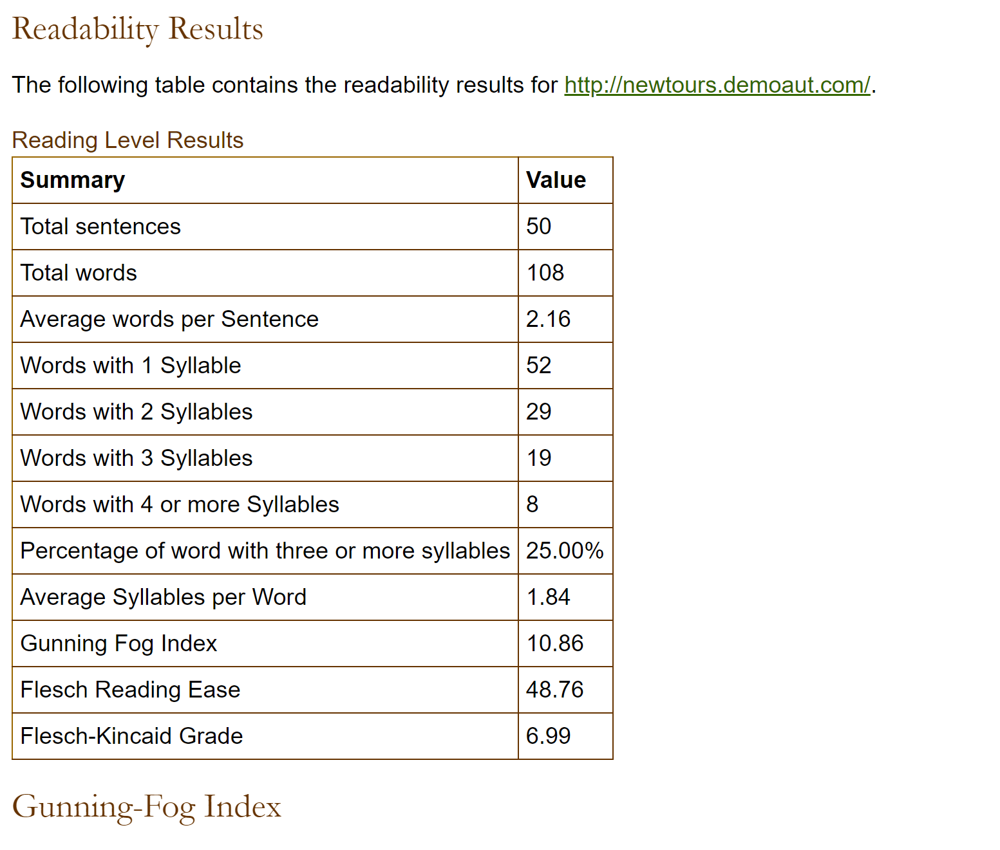 Readability Results
The following table contains the readability results for http://newtours.demoaut.com/.
Reading Level Results
Summary Value
Total sentences 50
Total words 108
Average words per Sentence 2.16
Words with 1 Syllable 52
Words with 2 Syllables 29
Words with 3 Syllables 19
Words with 4 or more Syllables 8
Percentage of word with three or more syllables 25.00%
Average Syllables per Word 1.84
Gunning Fog Index 10.86
Flesch Reading Ease 48.76
Flesch-Kincaid Grade 6.99
Gunning-Fog Index